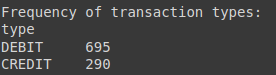 Frequency of transaction types:
type
DEBIT     695
CREDIT    290